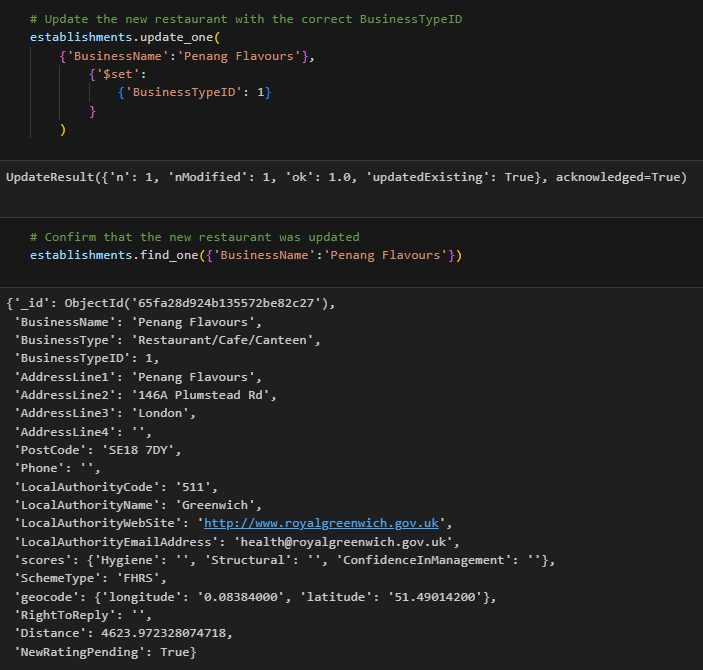 # Update the new restaurant with the correct BusinessTypeID
establishments.update_one(
{'BusinessName':'Penang Flavours'},
{'$set':
{'BusinessTypeID': 1}
}
)
UpdateResult({'n': 1, 'nModified': 1, 'ok': 1.0, 'updatedExisting': True}, acknowledged=True)
# Confirm that the new restaurant was updated
establishments.find_one({'BusinessName':'Penang Flavours'})
{'_id': ObjectId('65fa28d924b135572be82c27'),
'BusinessName': 'Penang Flavours',
'BusinessType': 'Restaurant/Cafe/Canteen',
'BusinessTypeID': 1,
'AddressLine1': 'Penang Flavours',
'AddressLine2': '146A Plumstead Rd',
'AddressLine3': 'London',
'AddressLine4': '',
'PostCode': 'SE18 7DY',
'Phone': '',
'LocalAuthorityCode': '511',
'LocalAuthorityName': 'Greenwich',
'LocalAuthorityWebSite': 'http://www.royalgreenwich.gov.uk',
'LocalAuthorityEmailAddress': 'health@royalgreenwich.gov.uk',
'scores': {'Hygiene': '', 'Structural': '', 'ConfidenceInManagement': ''},
'SchemeType': 'FHRS',
'geocode': {'longitude': '0.08384000', 'latitude': '51.49014200'},
'RightToReply': '',
'Distance': 4623.972328074718,
'NewRatingPending': True}